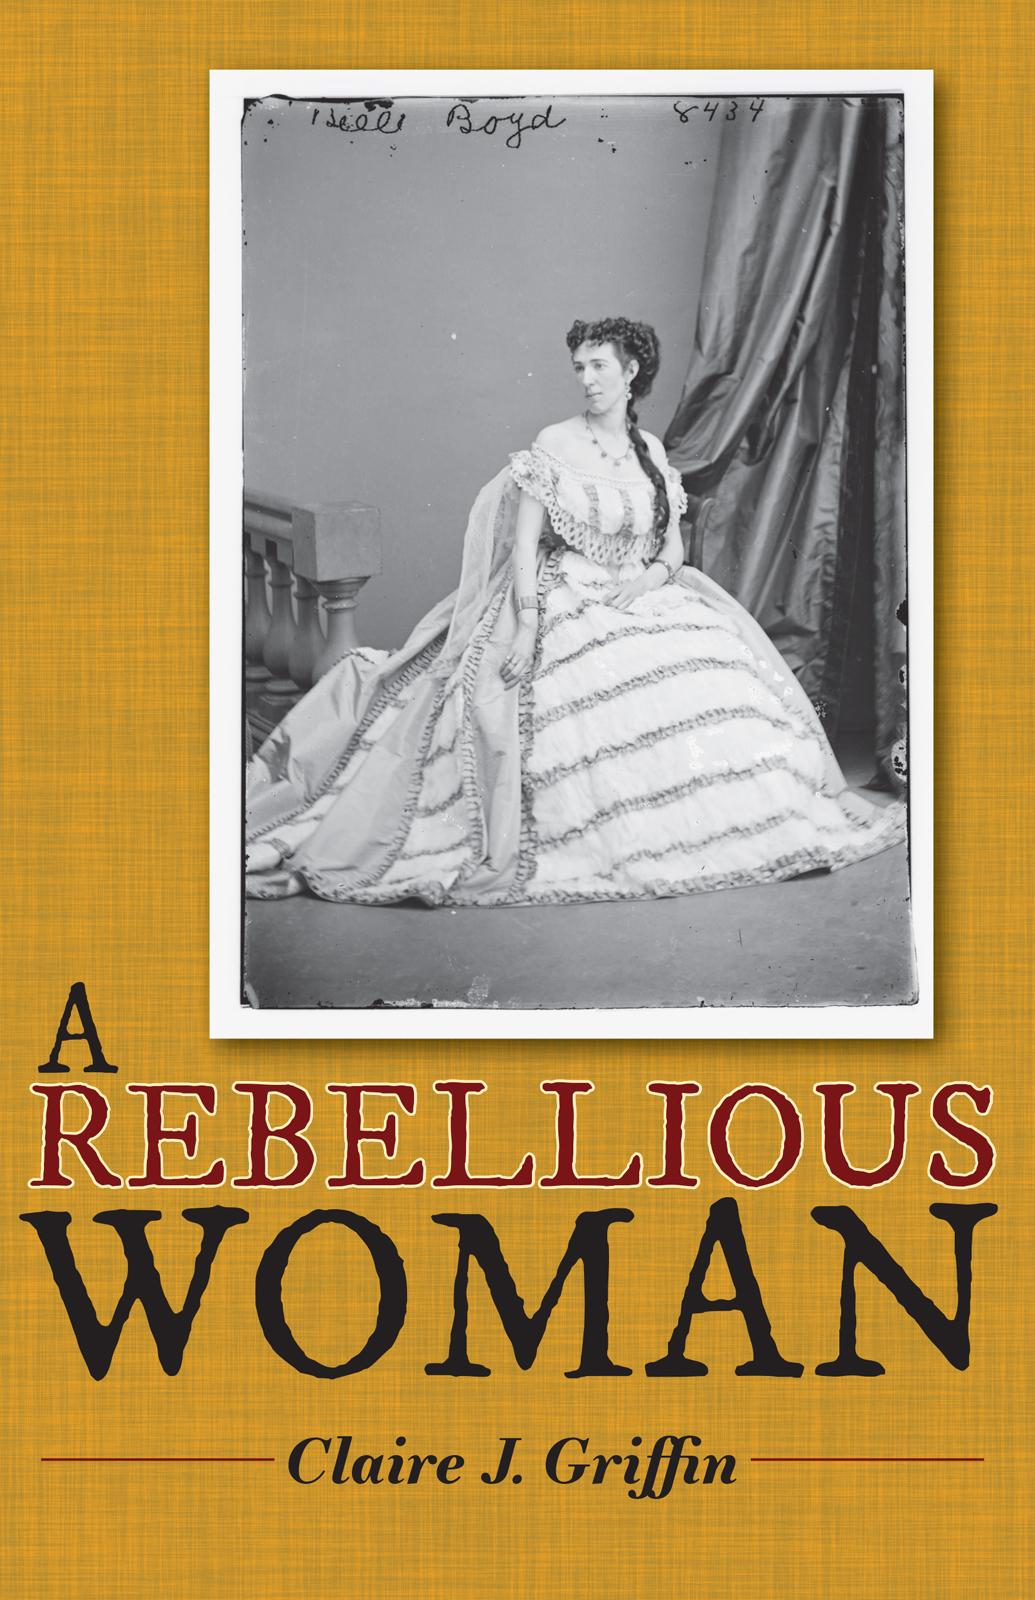 Belle Boyd 8434
A
REBELLIOUS
WOMAN
Claire J. Griffin